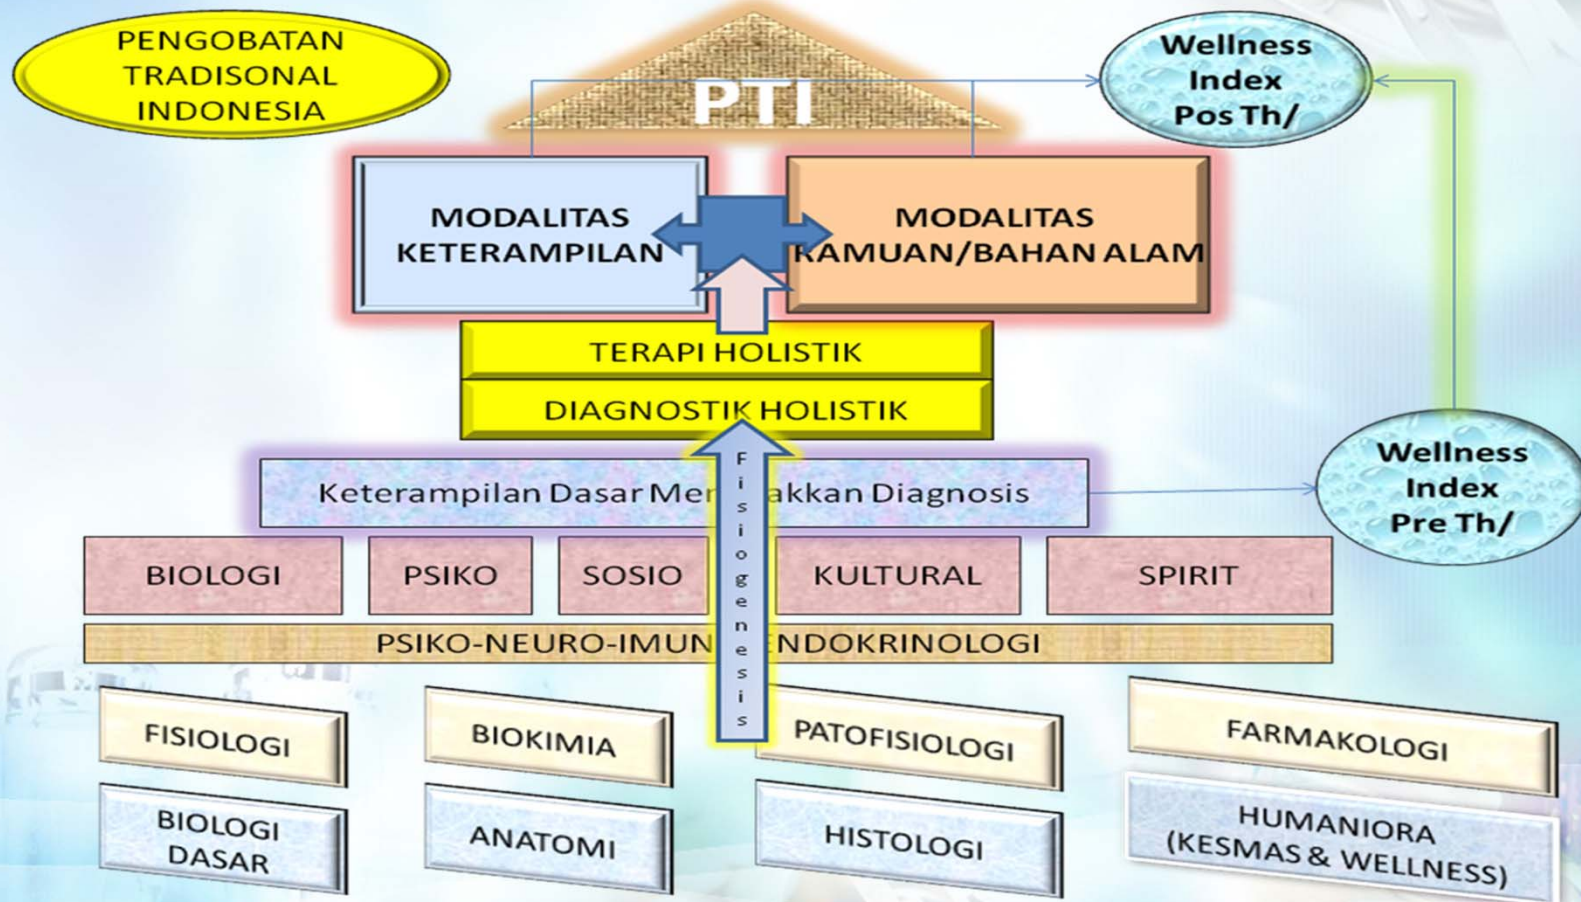 PENGOBATAN
TRADISONAL
INDONESIA
PTI
Wellness
Index
Pos Th/
MODALITAS
KETERAMPILAN
MODALITAS
RAMUAN/BAHAN ALAM
TERAPI HOLISTIK
DIAGNOSTIK HOLISTIK
Keterampilan Dasar Men akkan Diagnosis
Wellness
Index
Pre Th/
Fisiogenesis
BIOLOGI
PSIKO
SOSIO
KULTURAL
SPIRIT
PSIKO-NEURO-IMUN ENDOKRINOLOGI
FISIOLOGI
BIOKIMIA
PATOFISIOLOGI
FARMAKOLOGI
BIOLOGI
DASAR
ANATOMI
HISTOLOGI
HUMANIORA
(KESMAS & WELLNESS)